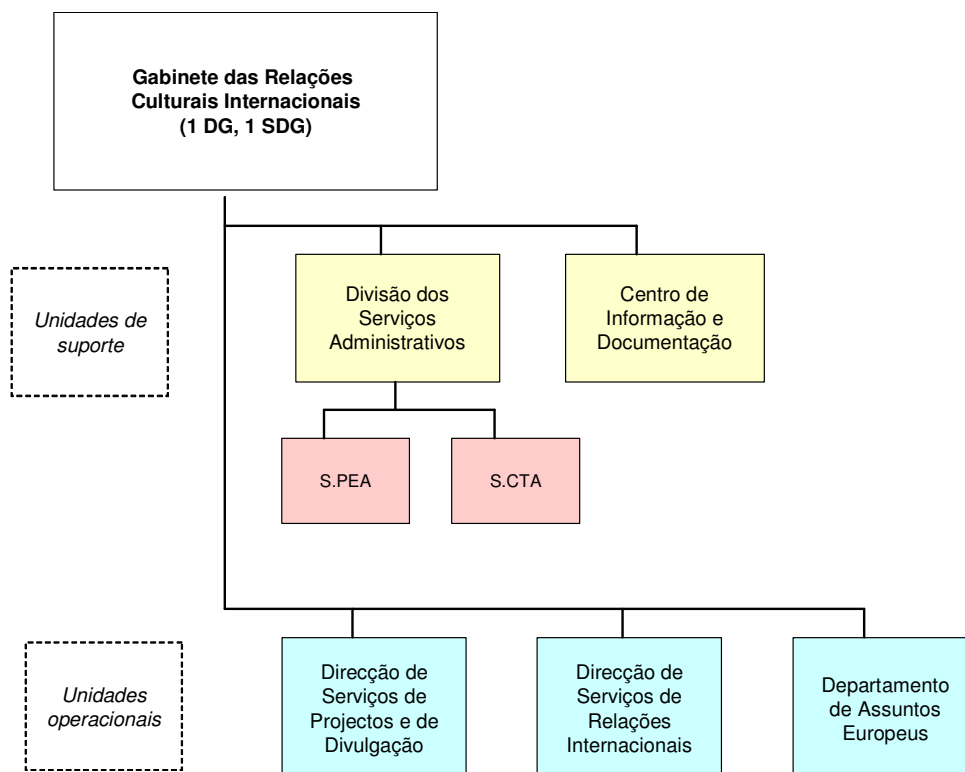 Gabinete das Relações
Culturais Internacionais
(1 DG, 1 SDG)
Unidades de
suporte
Divisão dos
Serviços
Administrativos
Centro de
Informação e
Documentação
S.PEA
S.CTA
Unidades
operacionais
Direcção de
Serviços de
Projectos e de
Divulgação
Direcção de
Serviços de
Relações
Internacionais
Departamento
de Assuntos
Europeus